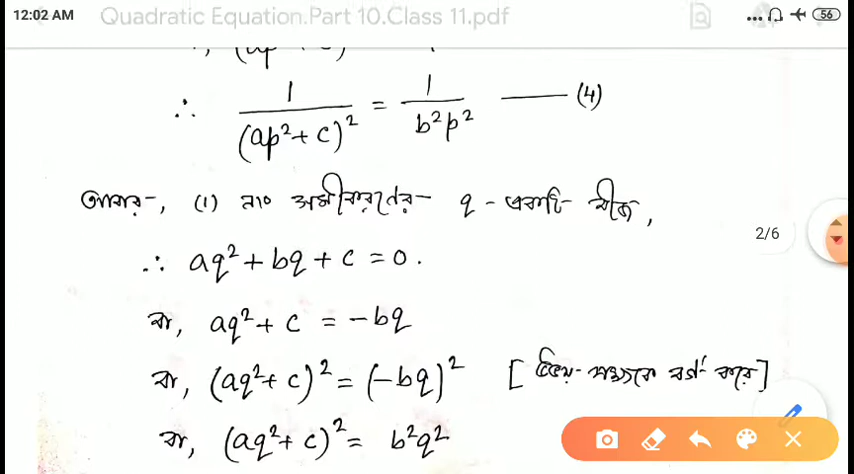 12:02 AM ... 56
Quadratic Equation.Part 10.Class 11.pdf
∴ 1/(ap²+c)² = 1/b²p² —— (4)
আবার-, (1) নং সমীকরণের- q - একটি- বীজ,
2/6
∴ aq²+bq+c = 0.
বা, aq²+c = -bq
বা, (aq²+c)² = (-bq)² [উভয়- পক্ষকে বর্গ করে]
বা, (aq²+c)² = b²q²